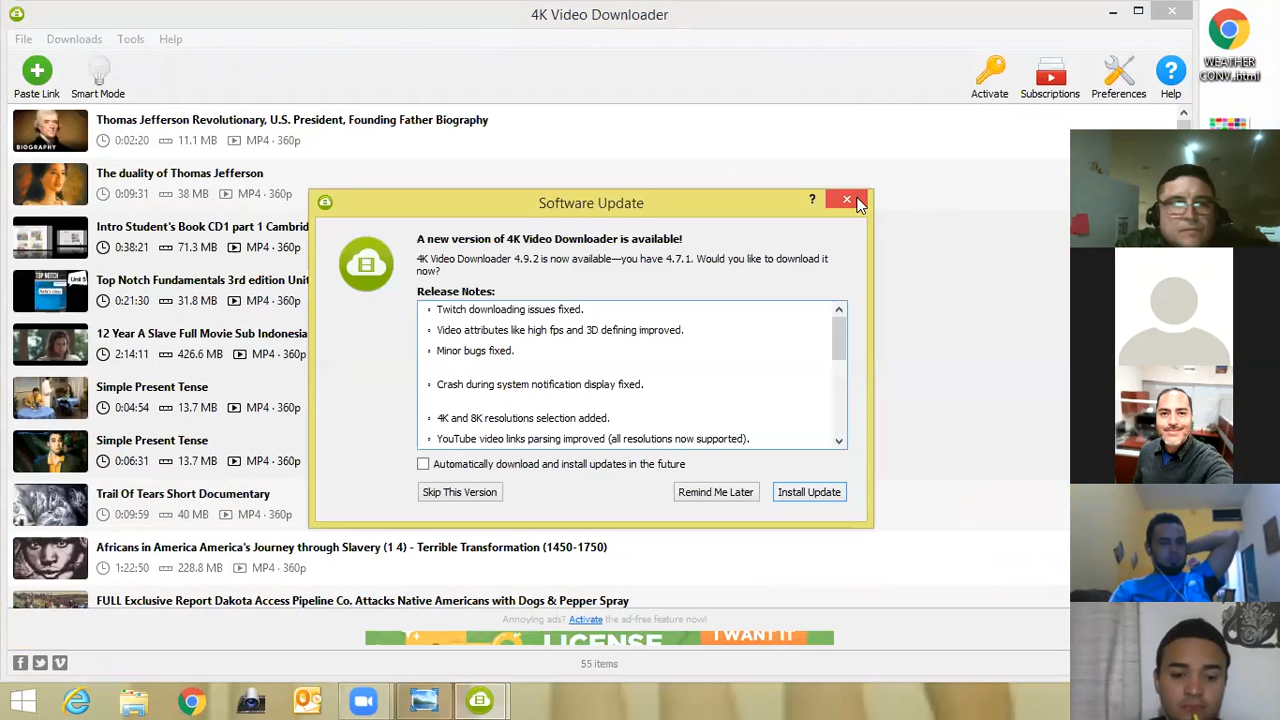 4K Video Downloader
File Downloads Tools Help
Paste Link
Smart Mode
Activate
Subscriptions
Preferences
Help
WEATHER
CONV..html
Thomas Jefferson Revolutionary, U.S. President, Founding Father Biography
0:02:20 11.1 MB MP4 · 360p
BIOGRAPHY
The duality of Thomas Jefferson
0:09:31 38 MB MP4 · 360p
Intro Student's Book CD1 part 1 Cambrid
0:38:21 71.3 MB MP4 · 360p
Top Notch Fundamentals 3rd edition Unit
0:21:30 31.8 MB MP4 · 360p
12 Year A Slave Full Movie Sub Indonesia
2:14:11 426.6 MB MP4 · 360p
Simple Present Tense
0:04:54 13.7 MB MP4 · 360p
Simple Present Tense
0:06:31 13.7 MB MP4 · 360p
Trail Of Tears Short Documentary
0:09:59 40 MB MP4 · 360p
Africans in America America's Journey through Slavery (1 4) - Terrible Transformation (1450-1750)
1:22:50 228.8 MB MP4 · 360p
FULL Exclusive Report Dakota Access Pipeline Co. Attacks Native Americans with Dogs & Pepper Spray
Software Update
A new version of 4K Video Downloader is available!
4K Video Downloader 4.9.2 is now available—you have 4.7.1. Would you like to download it
now?
Release Notes:
Twitch downloading issues fixed.
Video attributes like high fps and 3D defining improved.
Minor bugs fixed.
Crash during system notification display fixed.
4K and 8K resolutions selection added.
YouTube video links parsing improved (all resolutions now supported).
Automatically download and install updates in the future
Skip This Version
Remind Me Later
Install Update
Annoying ads? Activate the ad-free feature now!
LICENSE
I WANT IT
55 items